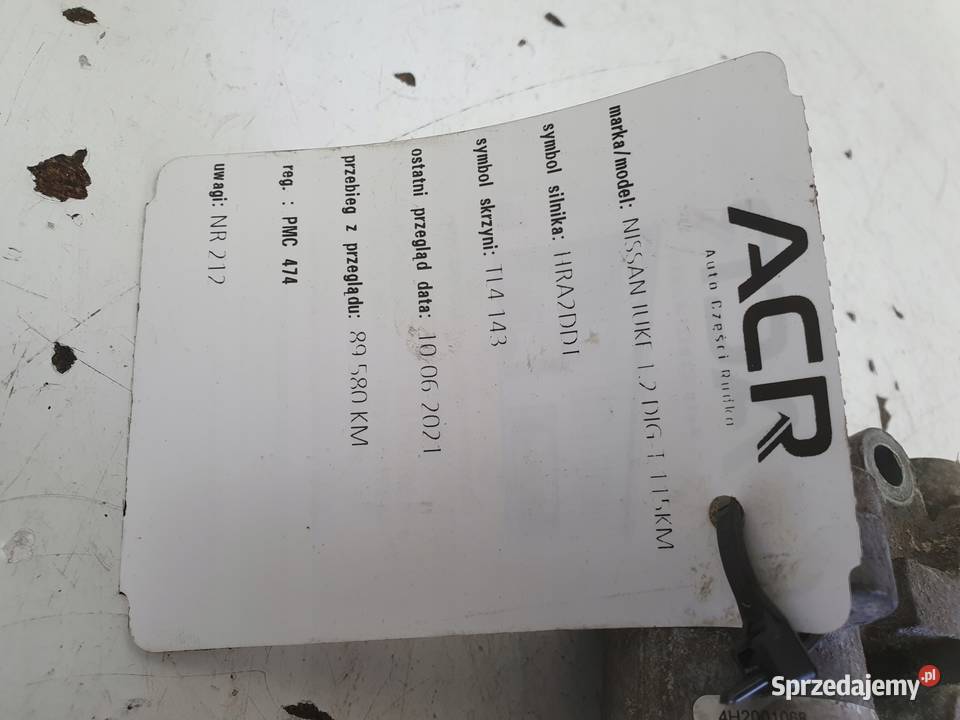 ACR
Auto Części Rudka
marka/model: NISSAN JUKE 1.2 DIG-T 115KM
symbol silnika: HRA2DDT
symbol skrzyni: TL4 143
ostatni przegląd data: 10 06 2021
przebieg z przeglądu: 89 580 KM
reg. : PMC 474
uwagi: NR 212
Sprzedajemy.pl